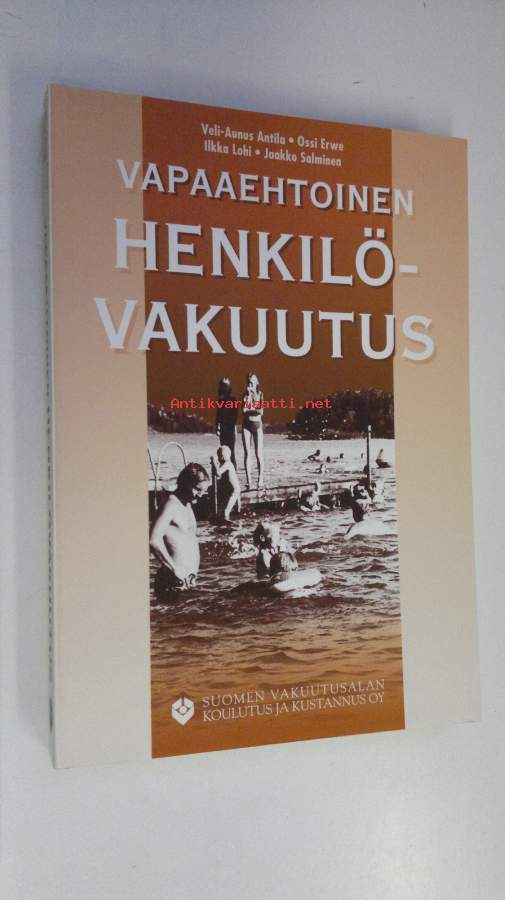 Veli-Aunus Antila • Ossi Erwe
Ilkka Lohi • Jaakko Salminen
VAPAAEHTOINEN
HENKILÖ-
VAKUUTUS
Antikvariaatti.net
SUOMEN VAKUUTUSALAN
KOULUTUS JA KUSTANNUS OY